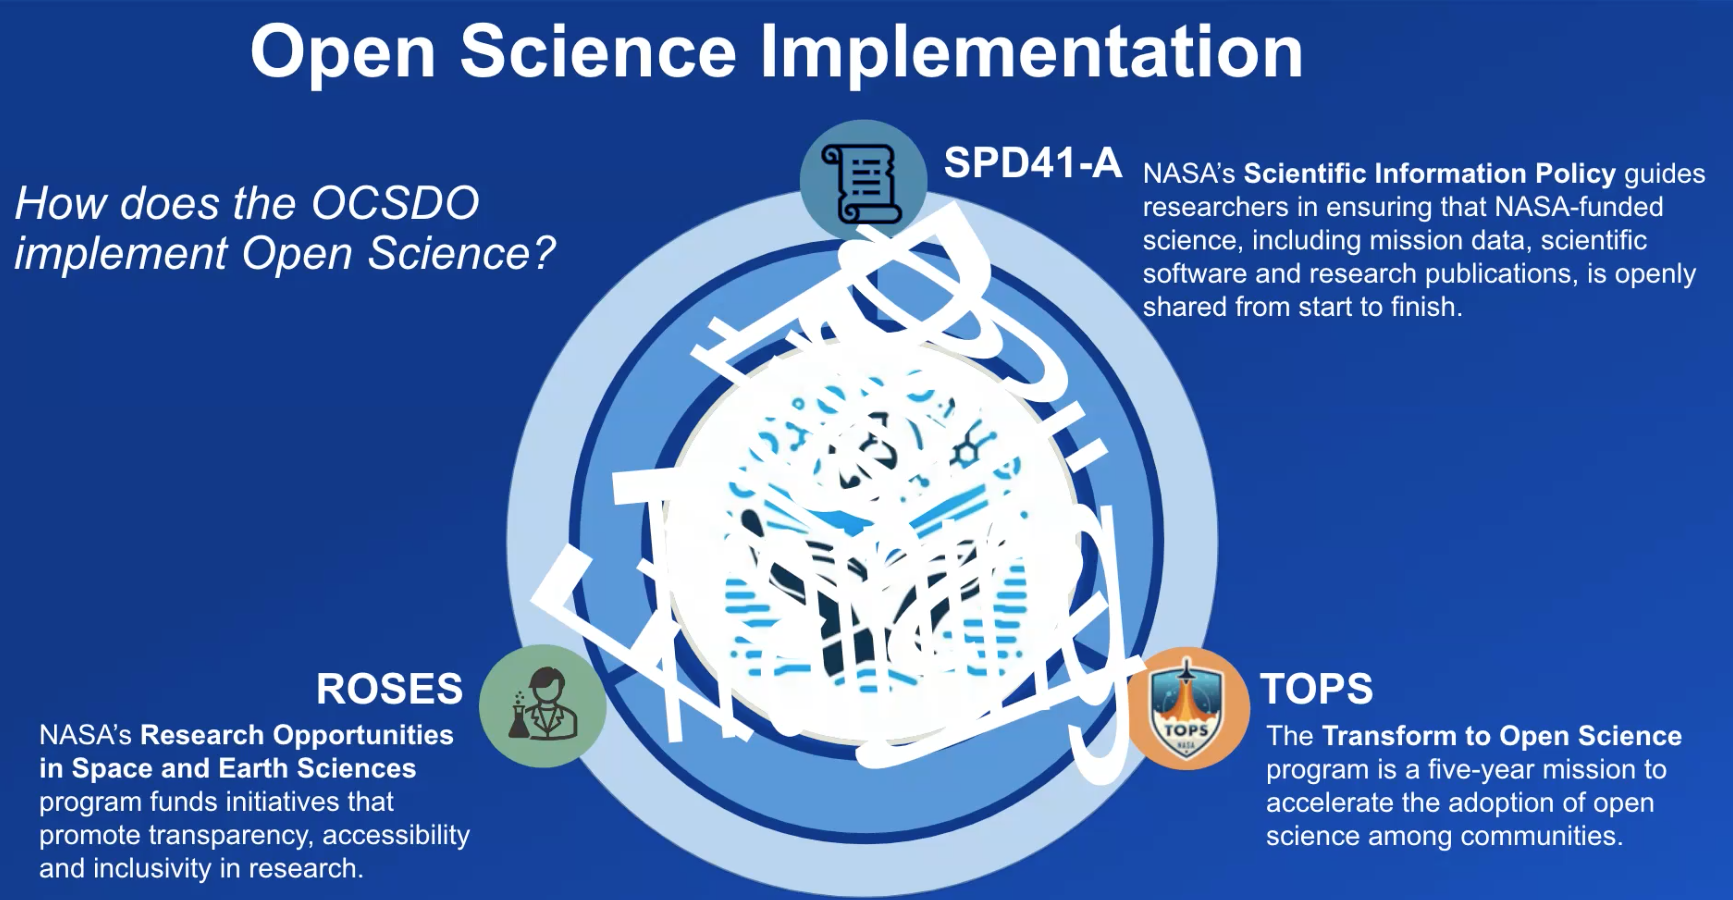 Open Science Implementation
How does the OCSDO
implement Open Science?
SPD41-A
NASA’s Scientific Information Policy guides
researchers in ensuring that NASA-funded
science, including mission data, scientific
software and research publications, is openly
shared from start to finish.
ROSES
NASA’s Research Opportunities
in Space and Earth Sciences
program funds initiatives that
promote transparency, accessibility
and inclusivity in research.
TOPS
NASA
TOPS
The Transform to Open Science
program is a five-year mission to
accelerate the adoption of open
science among communities.